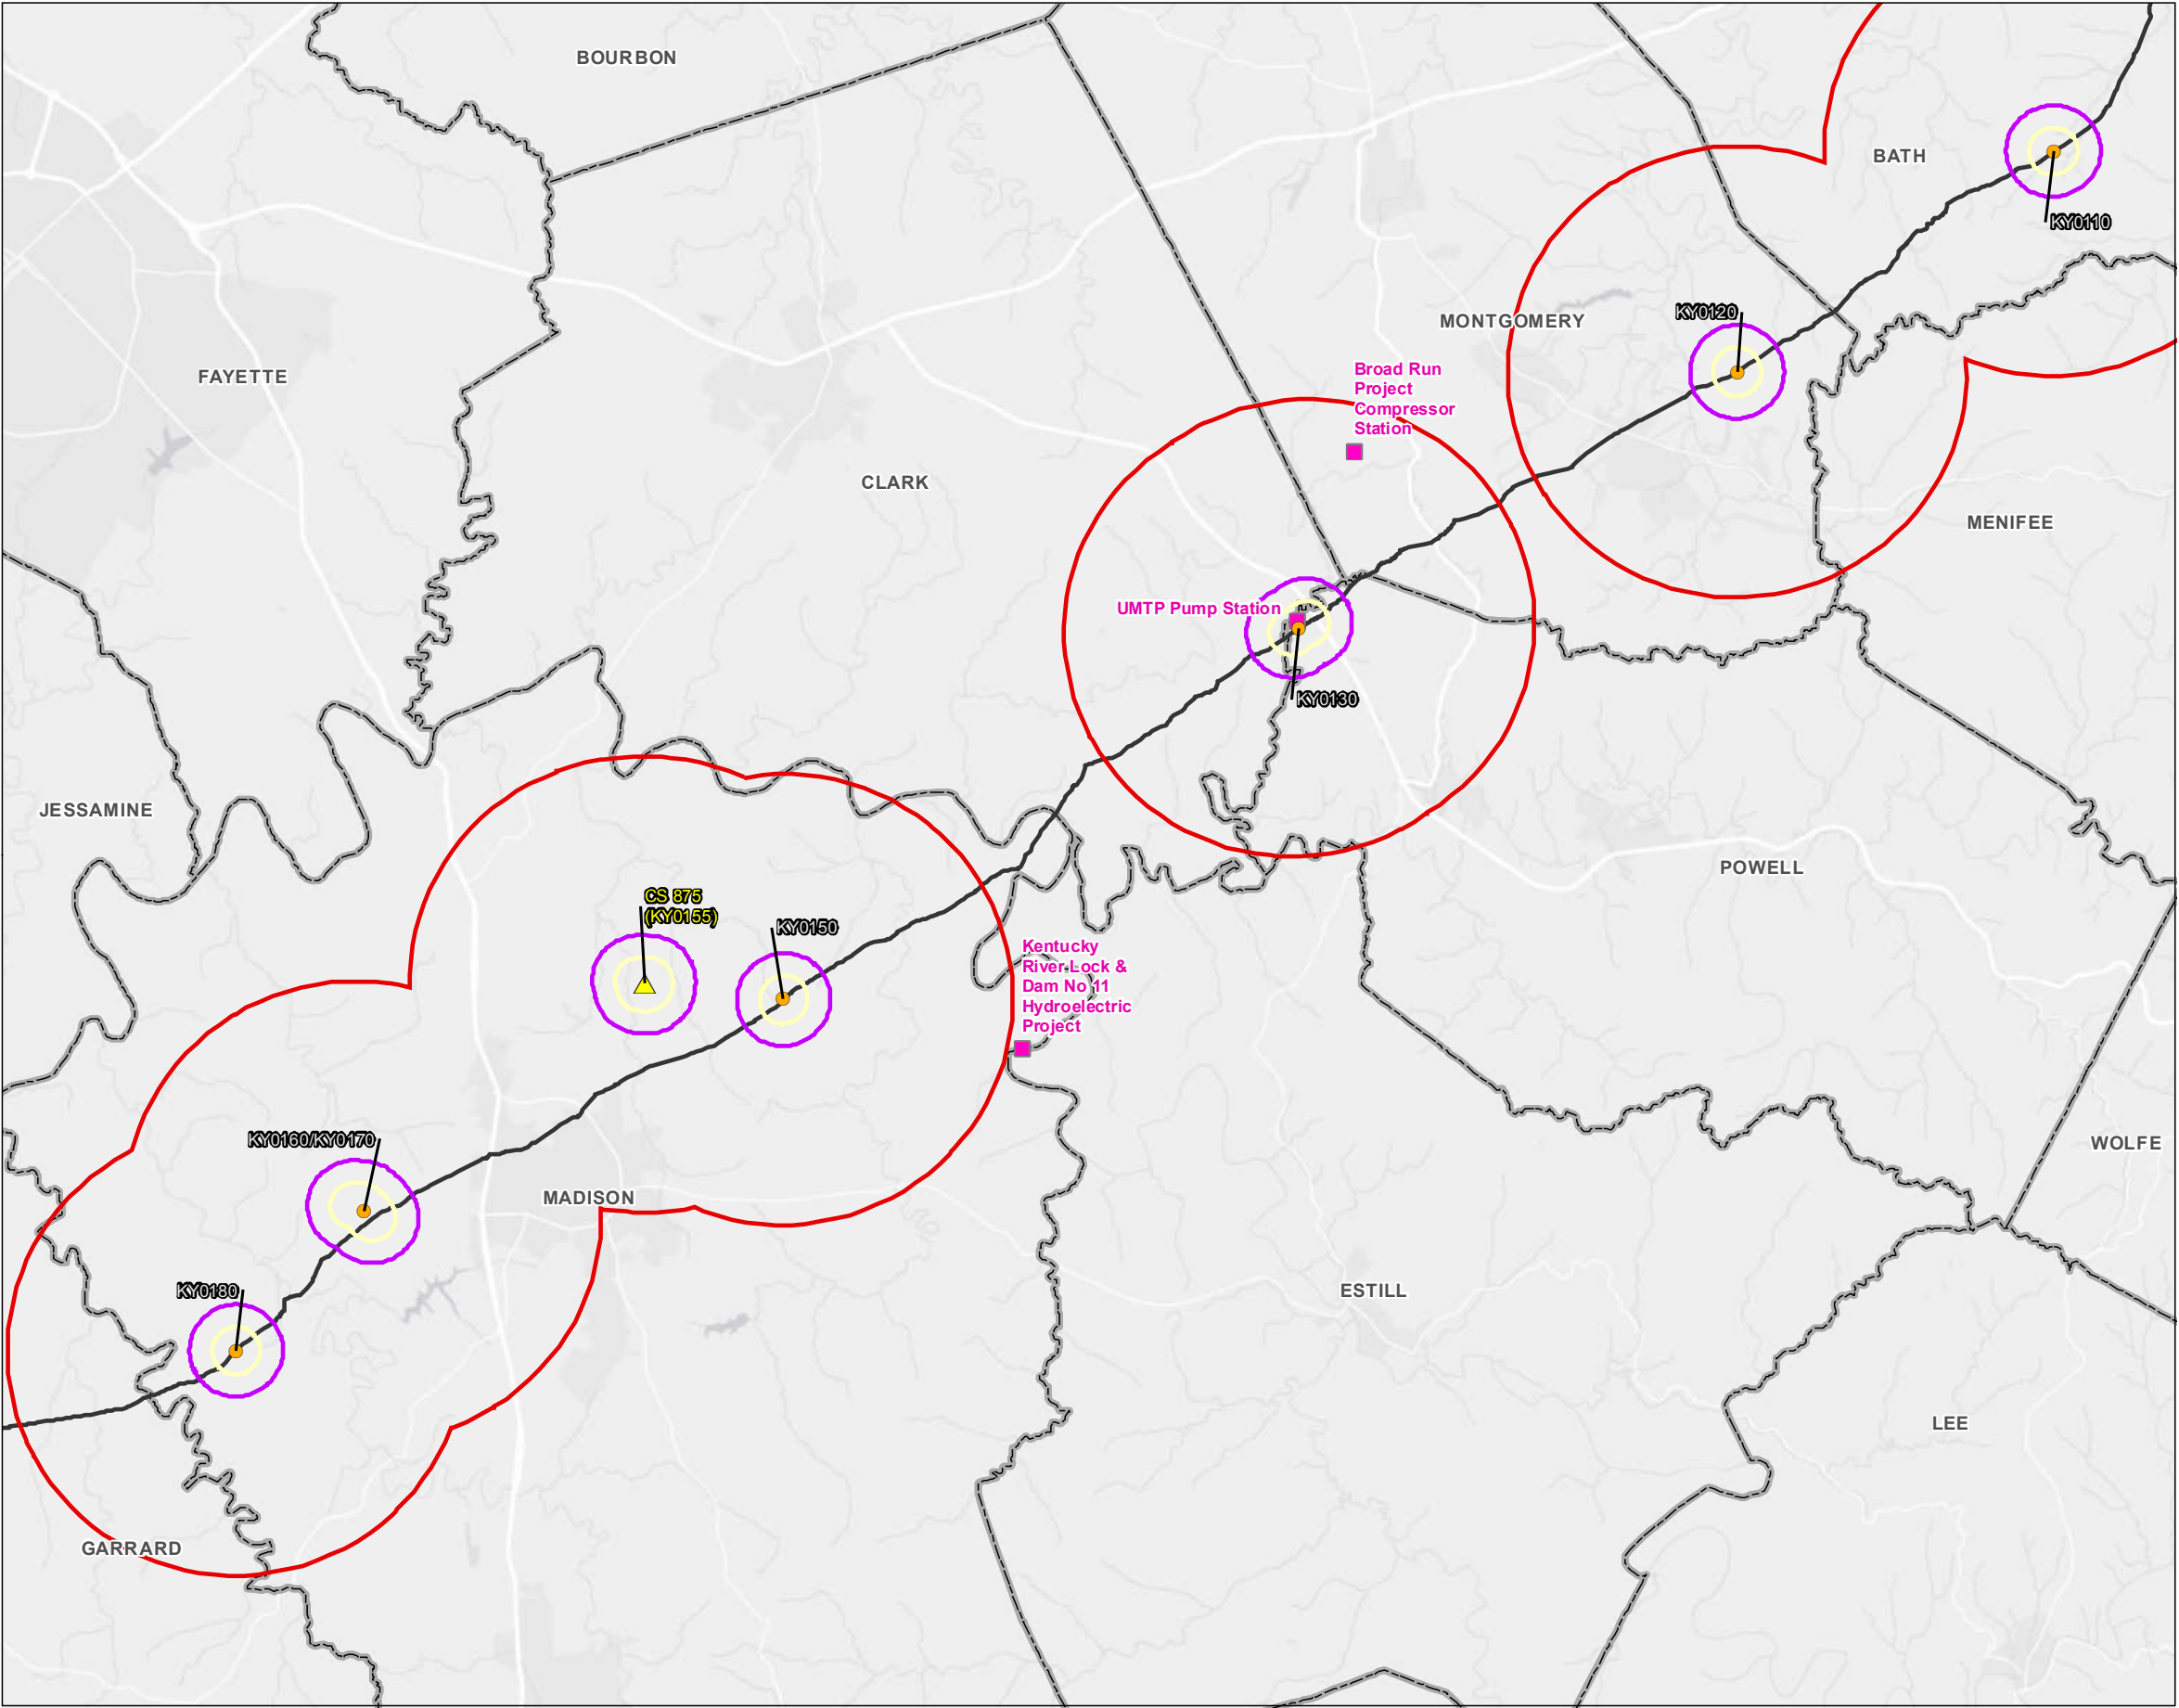 BOURBON
BATH
KY0110
KY0120
MONTGOMERY
FAYETTE
Broad Run
Project
Compressor
Station
CLARK
MENIFEE
UMTP Pump Station
KY0130
JESSAMINE
POWELL
CS 875
(KY0155)
KY0150
Kentucky
River Lock &
Dam No 11
Hydroelectric
Project
KY0160/KY0170
WOLFE
MADISON
KY0180
ESTILL
LEE
GARRARD